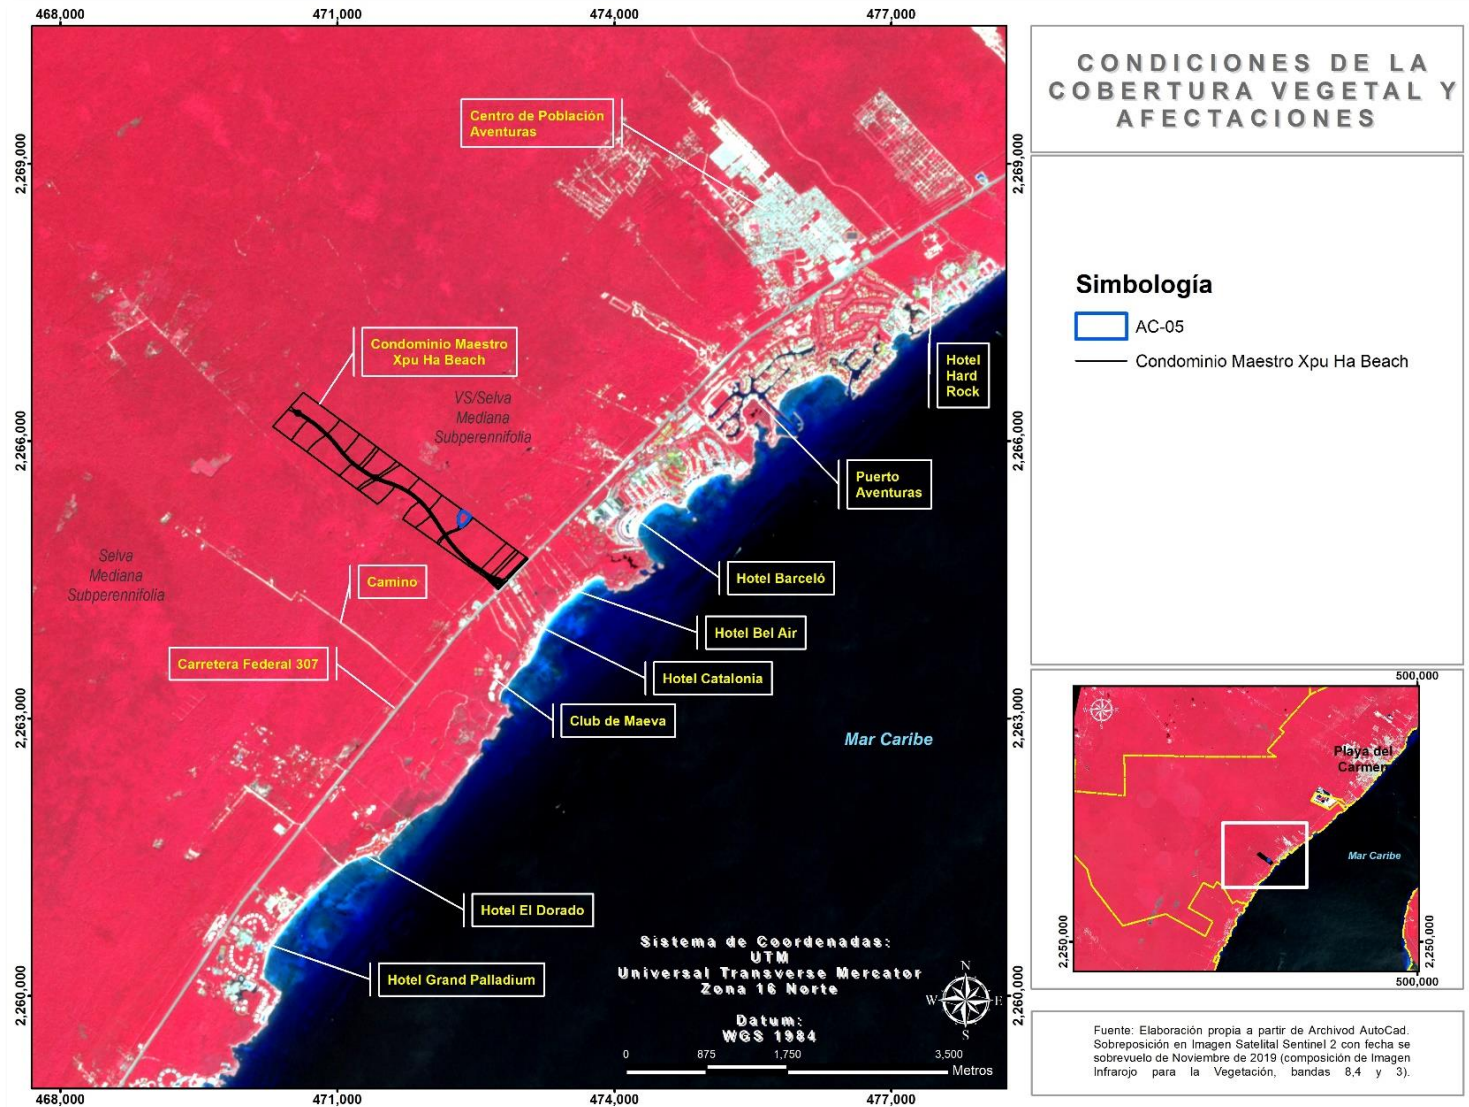 468,000
471,000
474,000
477,000
CONDICIONES DE LA
COBERTURA VEGETAL Y
AFECTACIONES
Centro de Población
Aventuras
2,269,000
2,269,000
Simbología
AC-05
Condominio Maestro Xpu Ha Beach
Condominio Maestro
Xpu Ha Beach
Hotel
Hard
Rock
VS/Selva
Mediana
Subperennifolia
2,266,000
2,266,000
Puerto
Aventuras
Selva
Mediana
Subperennifolia
Camino
Hotel Barceló
Hotel Bel Air
Carretera Federal 307
Hotel Catalonia
Club de Maeva
2,263,000
2,263,000
Mar Caribe
500,000
Playa del
Carmen
Mar Caribe
2,250,000
2,250,000
500,000
Hotel El Dorado
Hotel Grand Palladium
Sistema de Coordenadas:
UTM
Universal Transverse Mercator
Zona 16 Norte
Datum:
WGS 1984
N
W
E
S
2,260,000
2,260,000
0 875 1,750 3,500
Metros
Fuente: Elaboración propia a partir de Archivod AutoCad.
Sobreposición en Imagen Satelital Sentinel 2 con fecha se
sobrevuelo de Noviembre de 2019 (composición de Imagen
Infrarojo para la Vegetación, bandas 8,4 y 3).
468,000
471,000
474,000
477,000